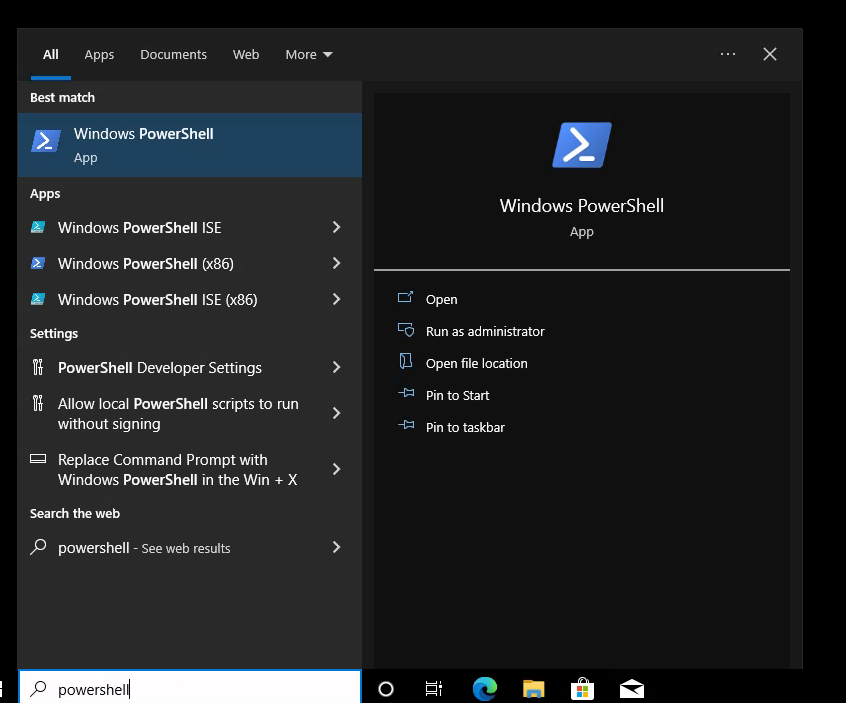 All Apps Documents Web More
Best match
Windows PowerShell
App
Apps
Windows PowerShell ISE
Windows PowerShell (x86)
Windows PowerShell ISE (x86)
Settings
PowerShell Developer Settings
Allow local PowerShell scripts to run
without signing
Replace Command Prompt with
Windows PowerShell in the Win + X
Search the web
powershell - See web results
Windows PowerShell
App
Open
Run as administrator
Open file location
Pin to Start
Pin to taskbar
powershell